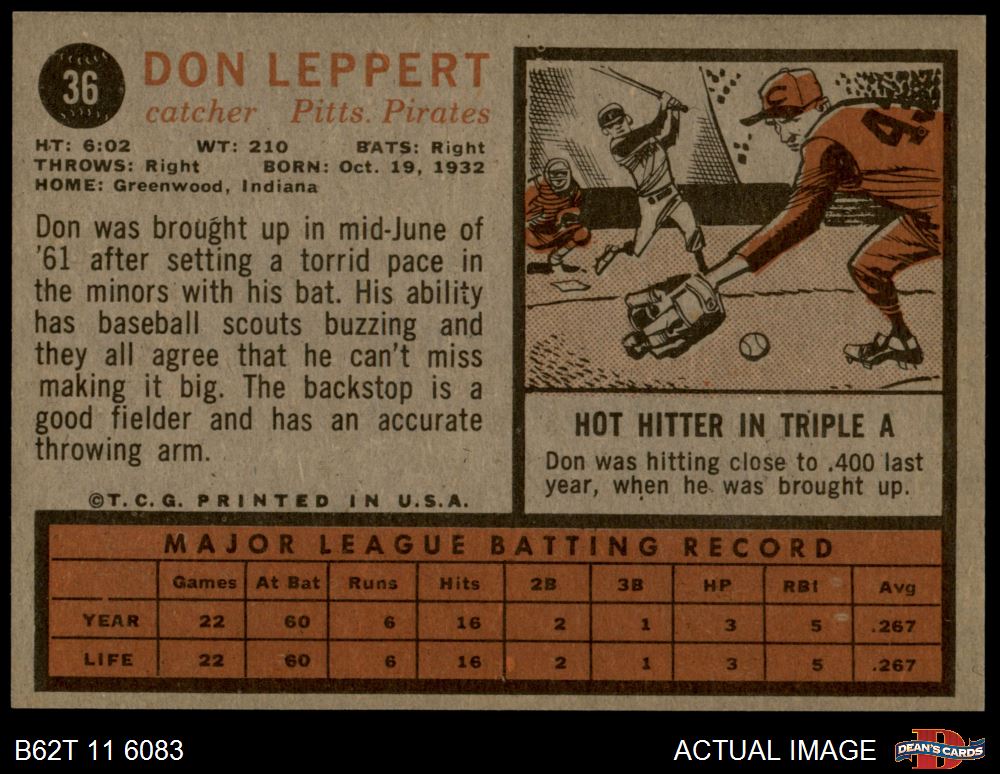 36
DON LEPPERT
catcher Pitts. Pirates
HT: 6:02 WT: 210 BATS: Right
THROWS: Right BORN: Oct. 19, 1932
HOME: Greenwood, Indiana
Don was brought up in mid-June of
'61 after setting a torrid pace in
the minors with his bat. His ability
has baseball scouts buzzing and
they all agree that he can't miss
making it big. The backstop is a
good fielder and has an accurate
throwing arm.
©T.C.G. PRINTED IN U.S.A.
C
4
HOT HITTER IN TRIPLE A
Don was hitting close to .400 last
year, when he was brought up.
MAJOR LEAGUE BATTING RECORD
Games At Bat Runs Hits 2B 3B HP RBI Avg
YEAR 22 60 6 16 2 1 3 5 .267
LIFE 22 60 6 16 2 1 3 5 .267
B62T 11 6083
ACTUAL IMAGE
D
DEAN'S CARDS